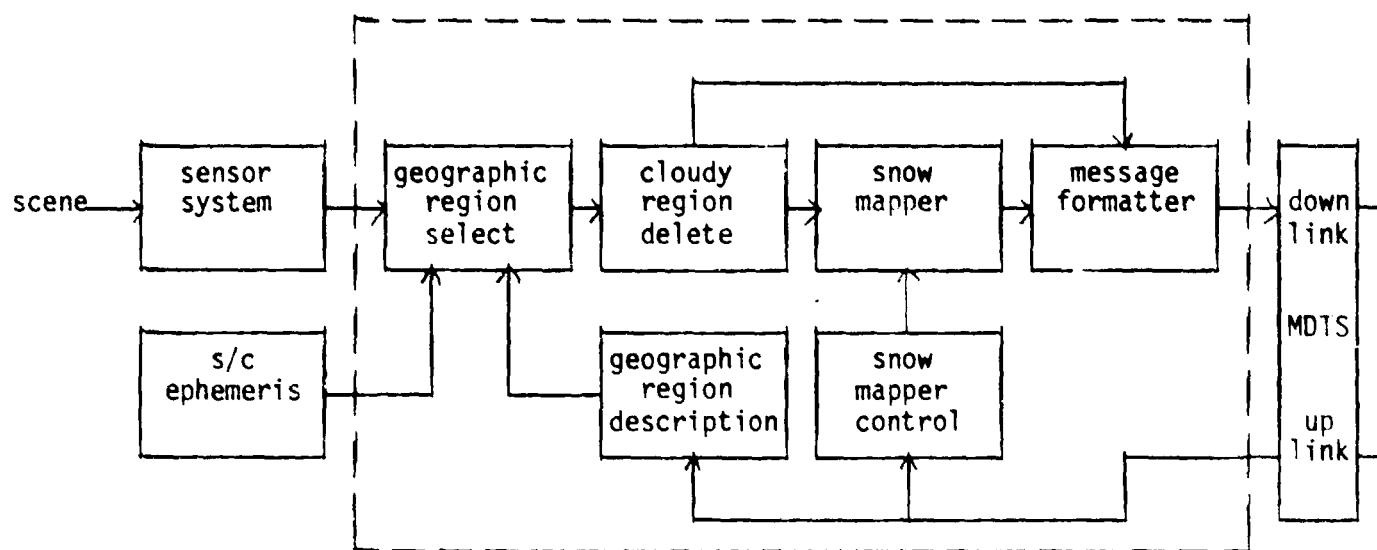 scene
sensor
system
geographic
region
select
cloudy
region
delete
snow
mapper
message
formatter
down
link
s/c
ephemeris
geographic
region
description
snow
mapper
control
MDTS
up
link